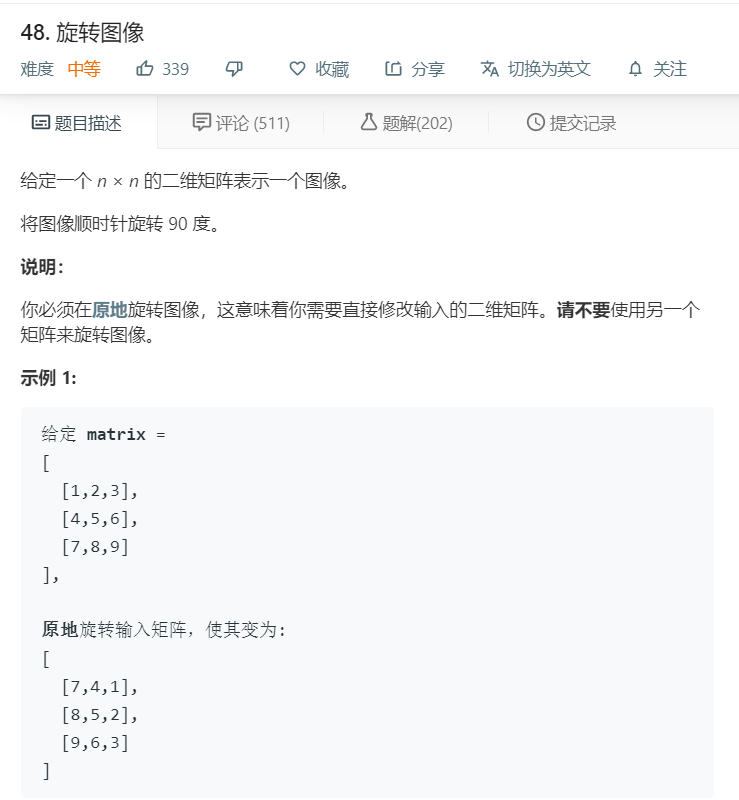 48. 旋转图像
难度 中等 339 收藏 分享 切换为英文 关注
题目描述 评论 (511) 题解(202) 提交记录
给定一个 n × n 的二维矩阵表示一个图像。
将图像顺时针旋转 90 度。
说明：
你必须在原地旋转图像，这意味着你需要直接修改输入的二维矩阵。请不要使用另一个
矩阵来旋转图像。
示例 1:
给定 matrix =
[
  [1,2,3],
  [4,5,6],
  [7,8,9]
],
原地旋转输入矩阵，使其变为:
[
  [7,4,1],
  [8,5,2],
  [9,6,3]
]